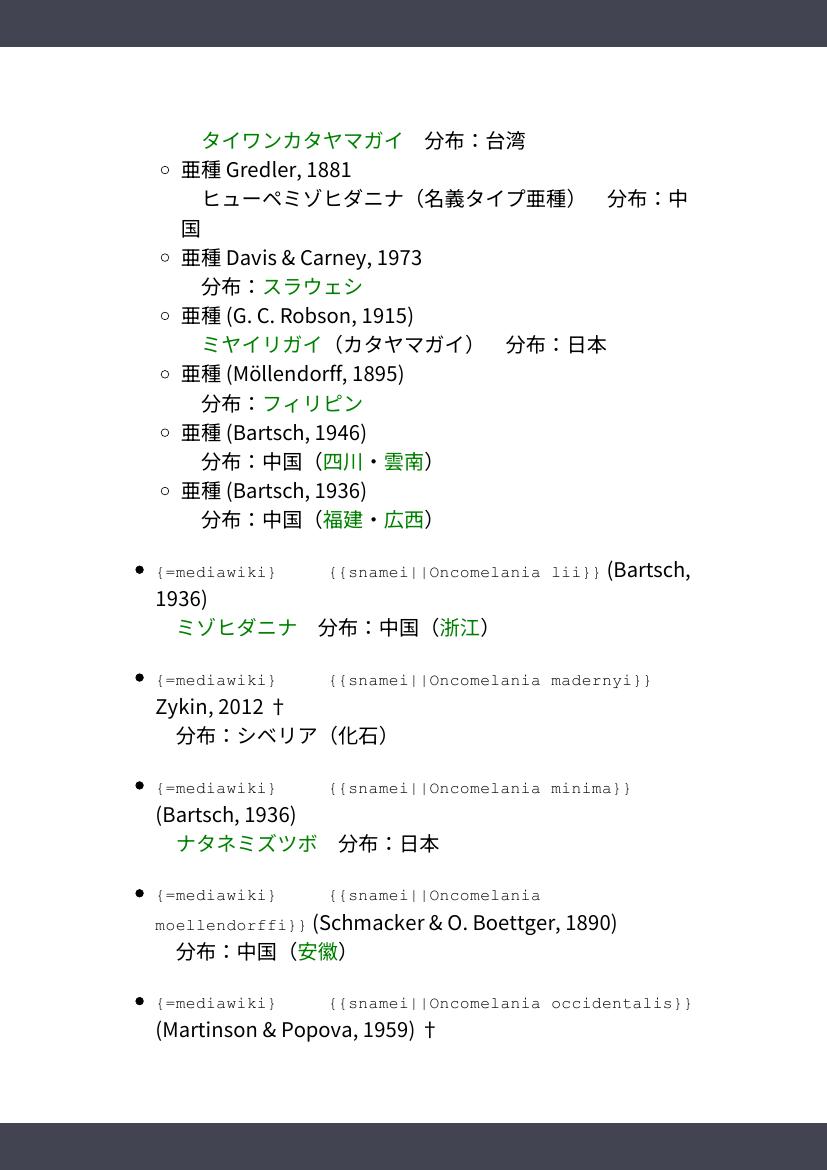 タイワンカタヤマガイ　分布：台湾
○ 亜種 Gredler, 1881
ヒューペミゾヒダニナ（名義タイプ亜種）　分布：中
国
○ 亜種 Davis & Carney, 1973
分布：スラウェシ
○ 亜種 (G. C. Robson, 1915)
ミヤイリガイ（カタヤマガイ）　分布：日本
○ 亜種 (Möllendorff, 1895)
分布：フィリピン
○ 亜種 (Bartsch, 1946)
分布：中国（四川・雲南）
○ 亜種 (Bartsch, 1936)
分布：中国（福建・広西）
● {=mediawiki}　{{snamei||Oncomelania lii}} (Bartsch,
1936)
ミゾヒダニナ　分布：中国（浙江）
● {=mediawiki}　{{snamei||Oncomelania madernyi}}
Zykin, 2012 †
分布：シベリア（化石）
● {=mediawiki}　{{snamei||Oncomelania minima}}
(Bartsch, 1936)
ナタネミズツボ　分布：日本
● {=mediawiki}　{{snamei||Oncomelania
moellendorffi}} (Schmacker & O. Boettger, 1890)
分布：中国（安徽）
● {=mediawiki}　{{snamei||Oncomelania occidentalis}}
(Martinson & Popova, 1959) †